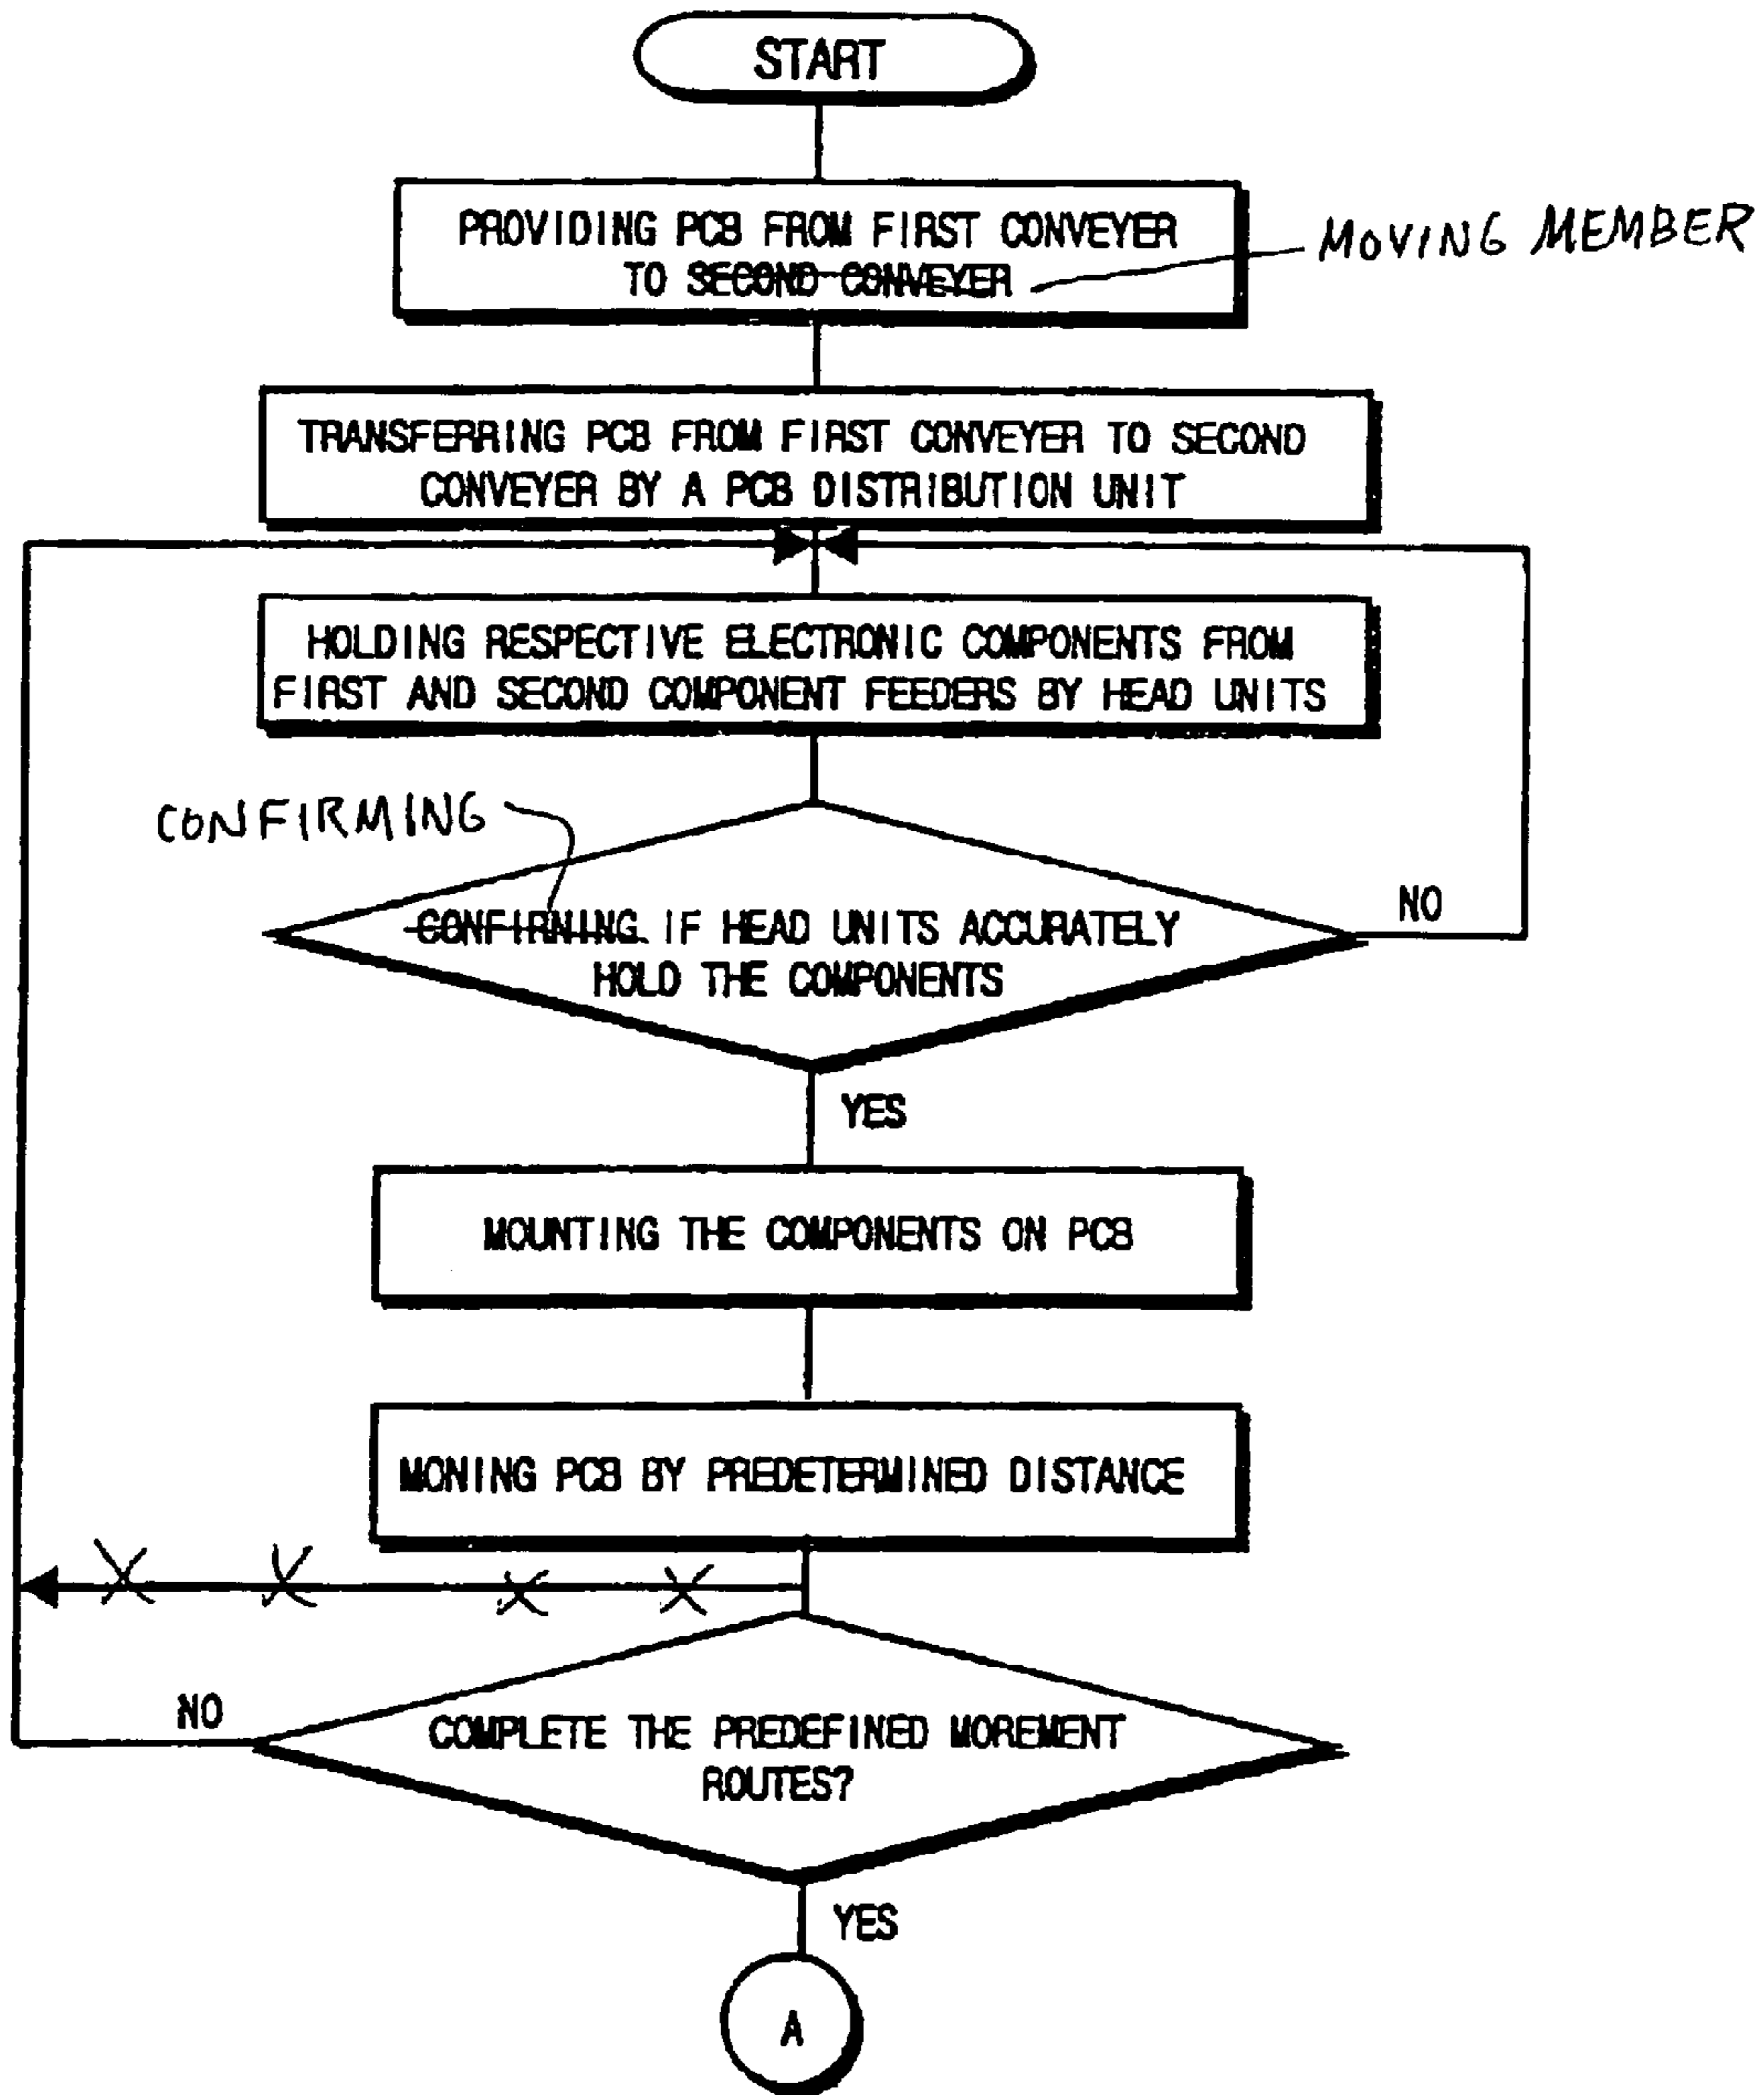 START
PROVIDING PCB FROM FIRST CONVEYER
TO SECOND CONVEYER
MOVING MEMBER
TRANSFERRING PCB FROM FIRST CONVEYER TO SECOND
CONVEYER BY A PCB DISTRIBUTION UNIT
HOLDING RESPECTIVE ELECTRONIC COMPONENTS FROM
FIRST AND SECOND COMPONENT FEEDERS BY HEAD UNITS
CONFIRMING
CONFIRNING IF HEAD UNITS ACCURATELY
HOLD THE COMPONENTS
NO
YES
MOUNTING THE COMPONENTS ON PCB
MONING PCB BY PREDETERMINED DISTANCE
X X X X
NO
COMPLETE THE PREDEFINED MOREMENT
ROUTES?
YES
A